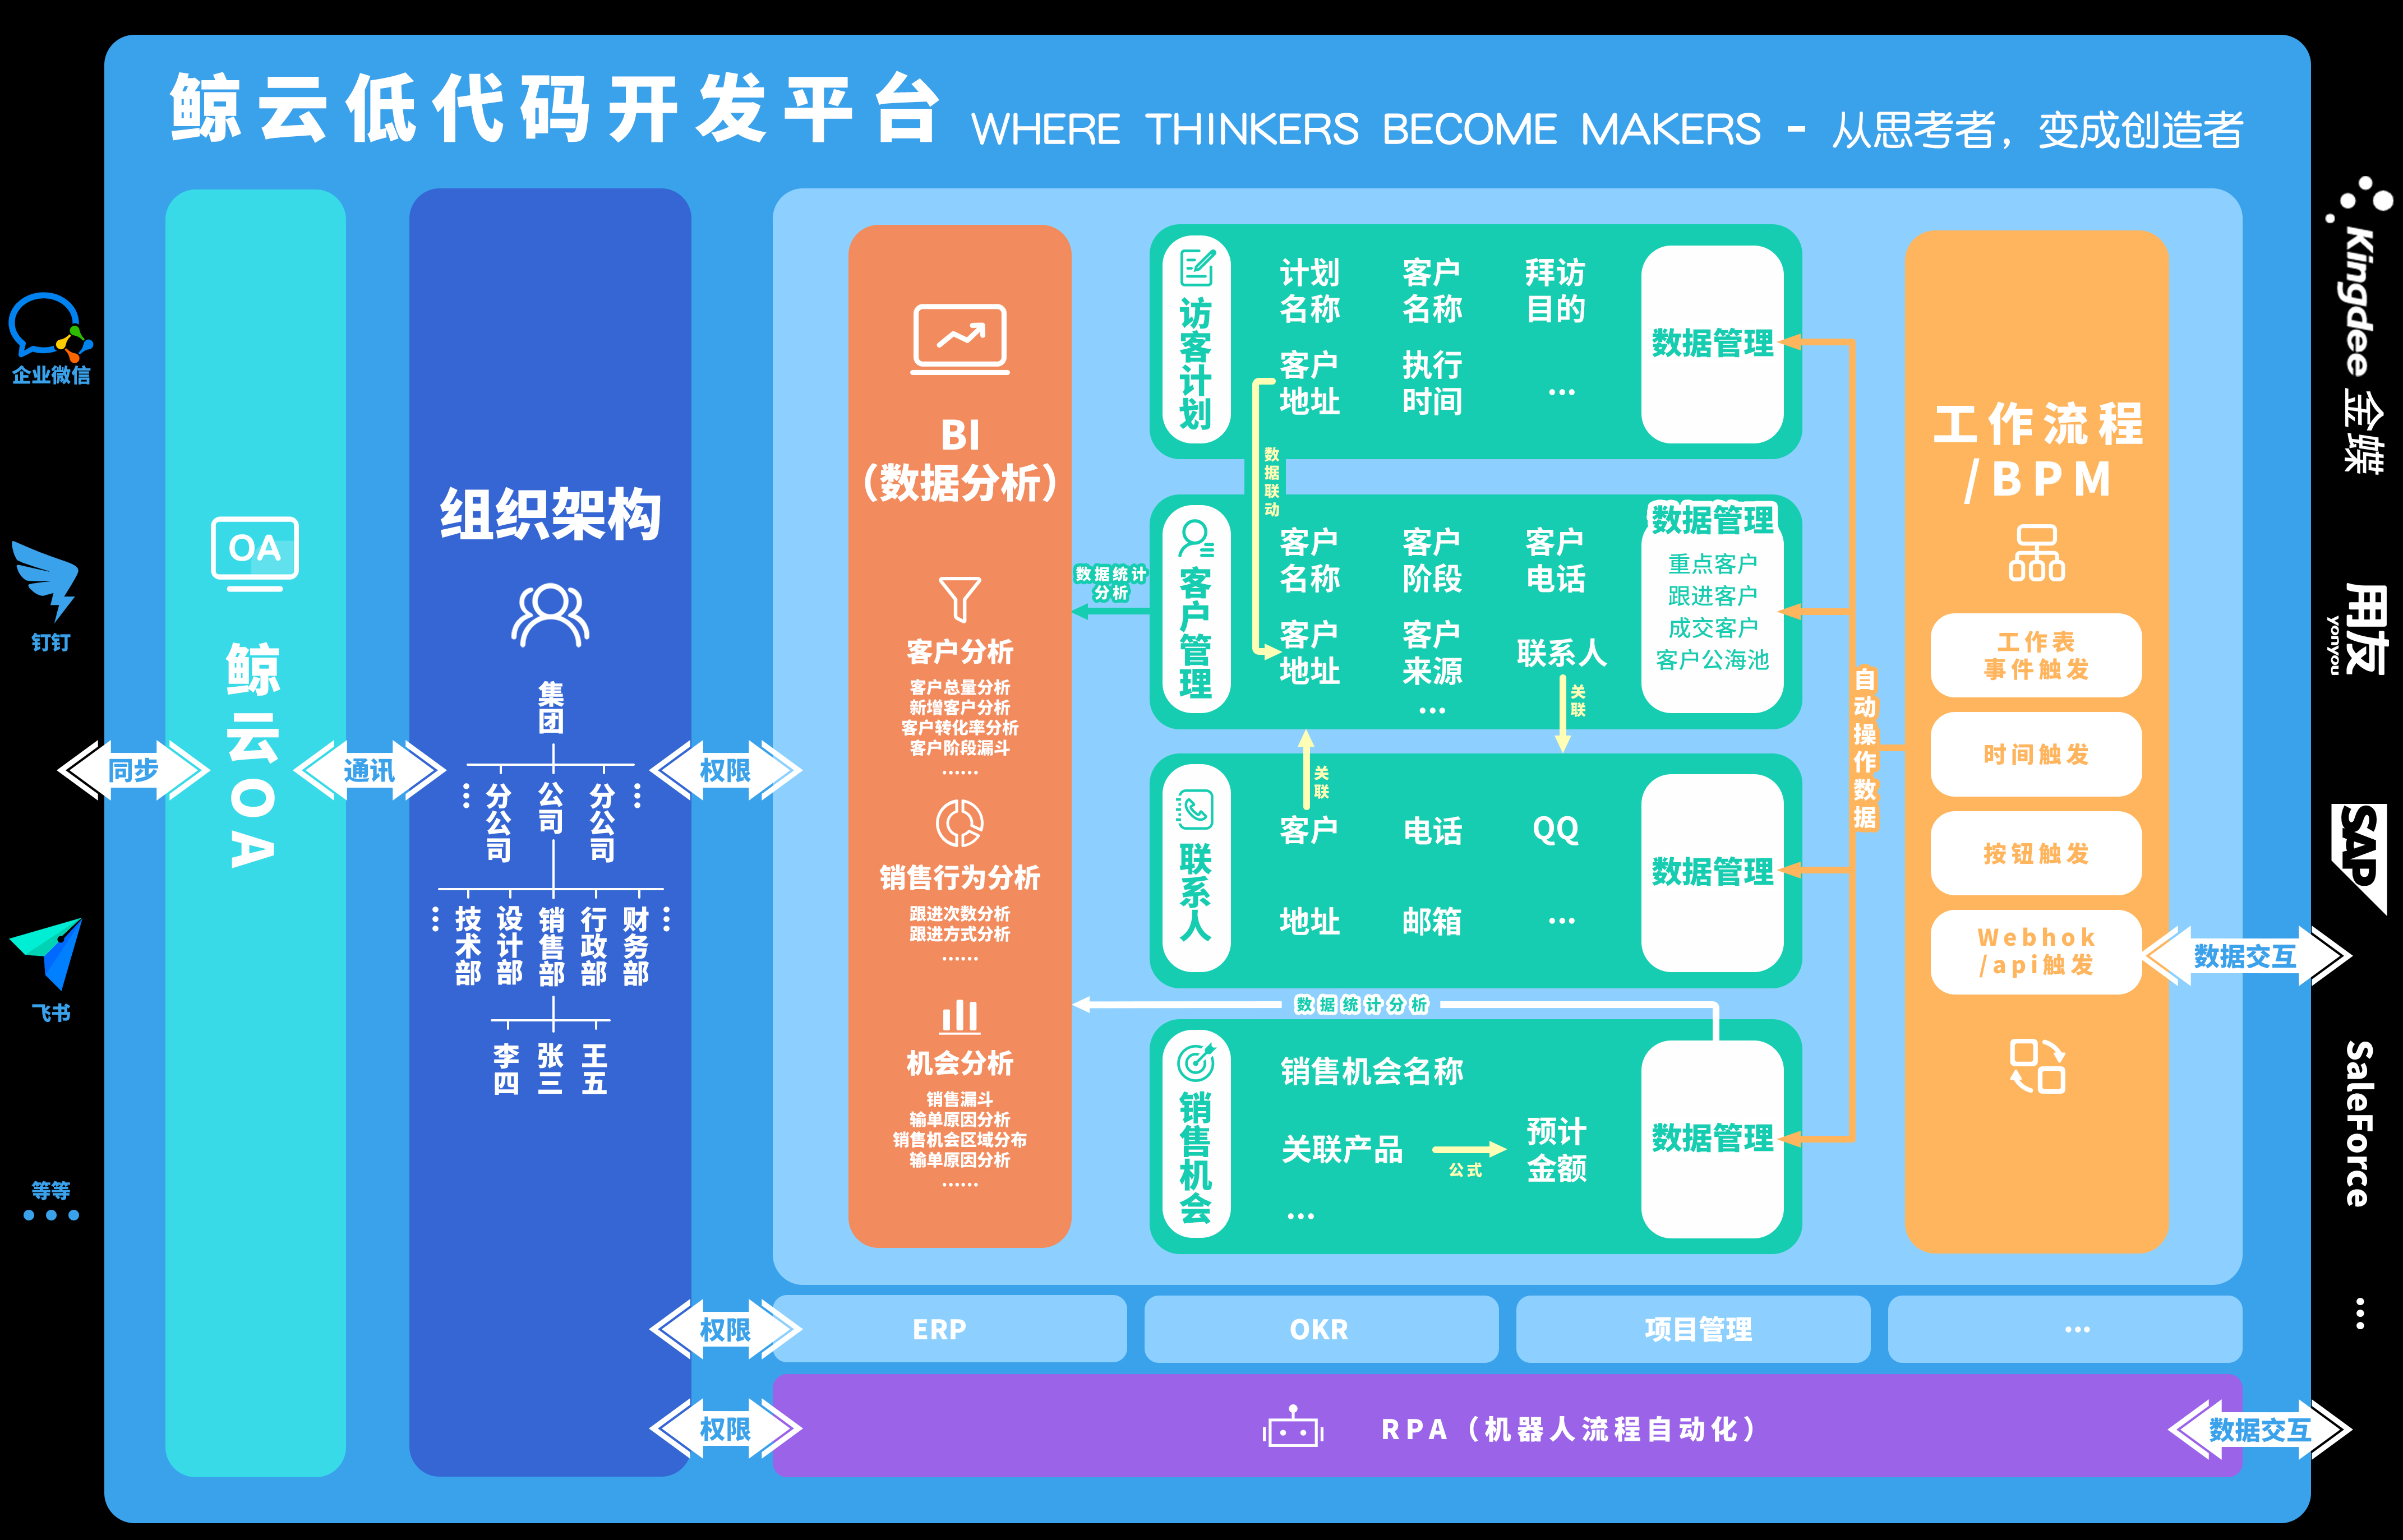 鲸云低代码开发平台
WHERE THINKERS BECOME MAKERS - 从思考者，变成创造者
企业微信
钉钉
飞书
等等
同步
OA
鲸云OA
通讯
组织架构
集团
分公司
公司
分公司
技术部
设计部
销售部
行政部
财务部
李四
张三
王五
权限
权限
权限
BI
（数据分析）
客户分析
客户总量分析
新增客户分析
客户转化率分析
客户阶段漏斗
……
销售行为分析
跟进次数分析
跟进方式分析
……
机会分析
销售漏斗
输单原因分析
销售机会区域分布
输单原因分析
……
数据统计
分析
访客计划
计划
名称
客户
名称
拜访
目的
客户
地址
执行
时间
...
数据管理
数据联动
客户管理
客户
名称
客户
阶段
客户
电话
客户
地址
客户
来源
联系人
...
数据管理
重点客户
跟进客户
成交客户
客户公海池
关联
关联
联系人
客户
电话
QQ
地址
邮箱
...
数据管理
数据统计分析
销售机会
销售机会名称
关联产品
公式
预计
金额
...
数据管理
自动操作数据
工作流程
/BPM
工作表
事件触发
时间触发
按钮触发
Webhok
/api触发
数据交互
ERP
OKR
项目管理
...
RPA（机器人流程自动化）
数据交互
Kingdee 金蝶
用友
yonyou
SAP
SaleForce
...